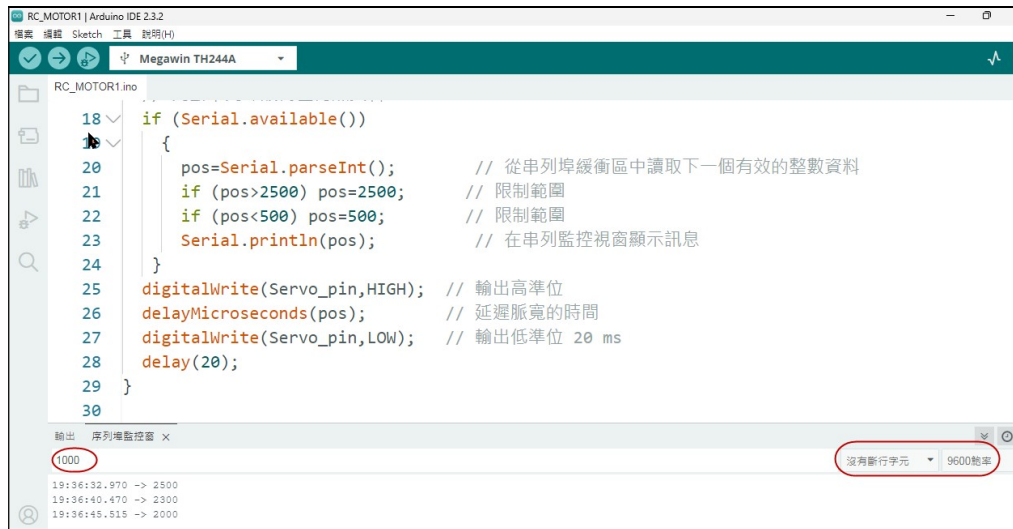 RC_MOTOR1 | Arduino IDE 2.3.2
檔案 編輯 Sketch 工具 說明(H)
Megawin TH244A
RC_MOTOR1.ino
18 if (Serial.available())
19 {
20 pos=Serial.parseInt(); // 從串列埠緩衝區中讀取下一個有效的整數資料
21 if (pos>2500) pos=2500; // 限制範圍
22 if (pos<500) pos=500; // 限制範圍
23 Serial.println(pos); // 在串列監控視窗顯示訊息
24 }
25 digitalWrite(Servo_pin,HIGH); // 輸出高準位
26 delayMicroseconds(pos); // 延遲脈寬的時間
27 digitalWrite(Servo_pin,LOW); // 輸出低準位 20 ms
28 delay(20);
29 }
30
輸出 序列埠監控窗 ×
1000 沒有斷行字元 9600鮑率
19:36:32.970 -> 2500
19:36:40.470 -> 2300
19:36:45.515 -> 2000